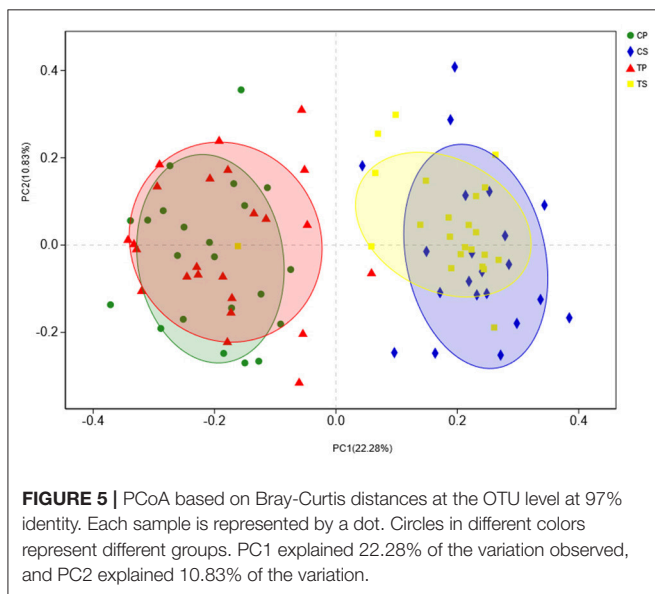 CP
CS
TP
TS
PC2(10.83%)
0.4
0.2
0.0
-0.2
-0.4
-0.2
0.0
0.2
0.4
PC1(22.28%)
FIGURE 5 | PCoA based on Bray-Curtis distances at the OTU level at 97%
identity. Each sample is represented by a dot. Circles in different colors
represent different groups. PC1 explained 22.28% of the variation observed,
and PC2 explained 10.83% of the variation.